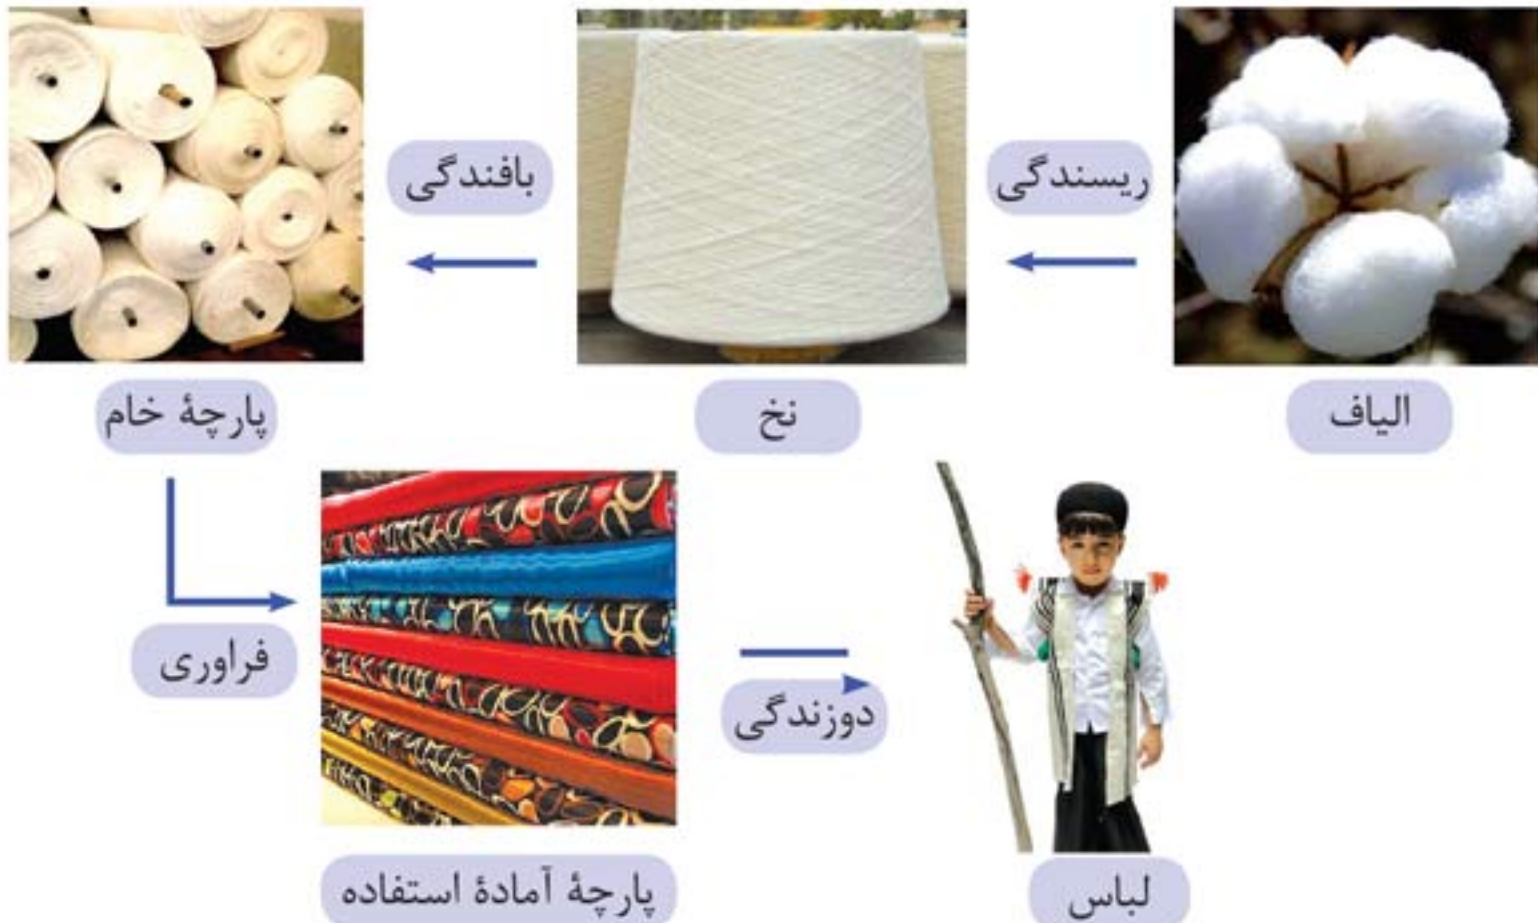 ریسندگی
بافندگی
الیاف
نخ
پارچهٔ خام
فراوری
دوزندگی
پارچهٔ آمادهٔ استفاده
لباس